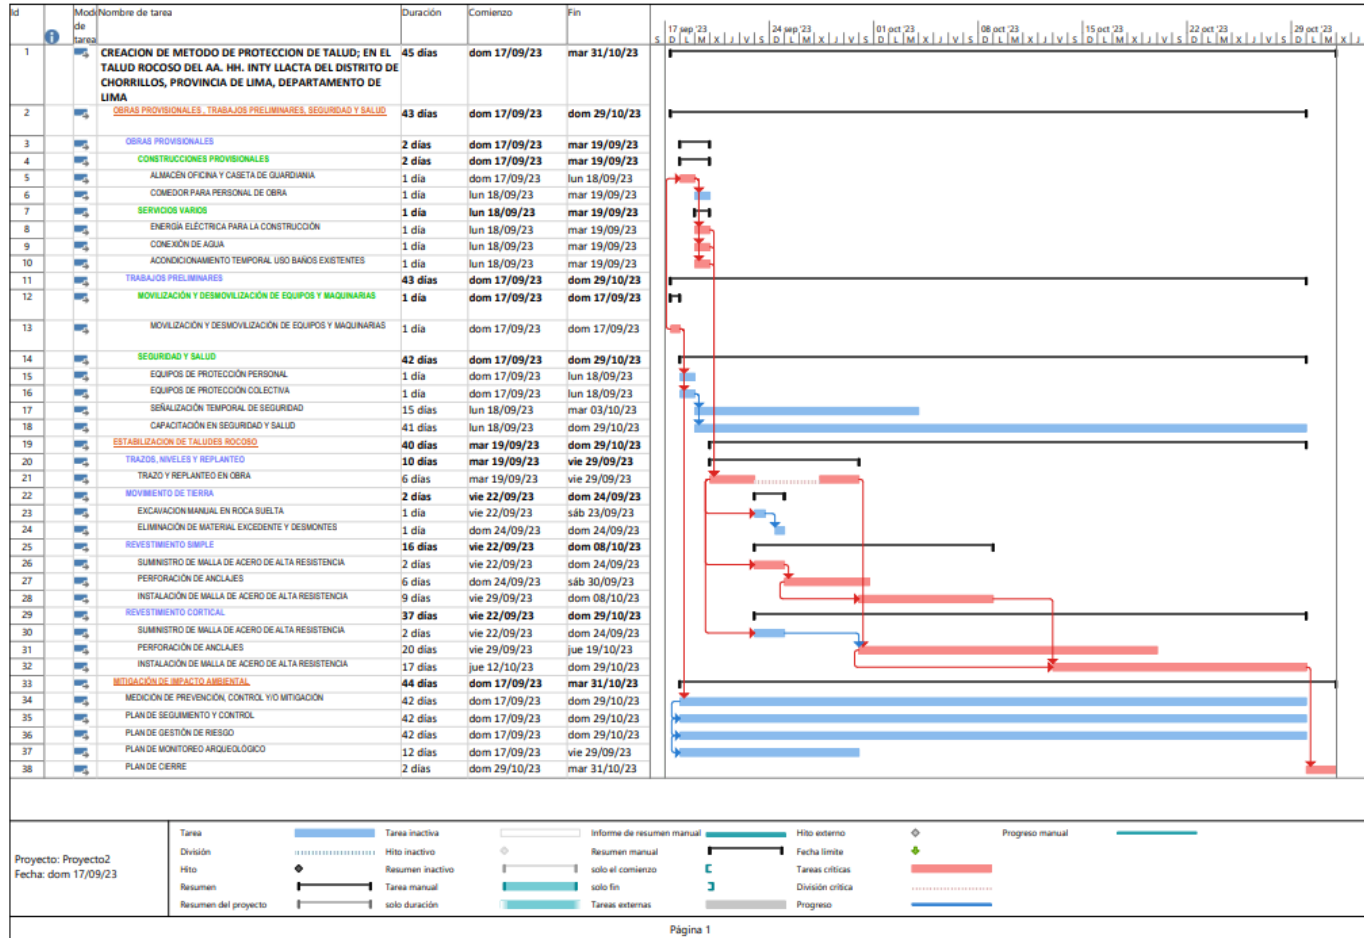 Id Modo de tarea Nombre de tarea Duración Comienzo Fin
17 sep '23 24 sep '23 01 oct '23 08 oct '23 15 oct '23 22 oct '23 29 oct '23
S D L M X J V S D L M X J V S D L M X J V S D L M X J V S D L M X J V S D L M X J V S D L M X J
1 CREACION DE METODO DE PROTECCION DE TALUD; EN EL 45 días dom 17/09/23 mar 31/10/23
TALUD ROCOSO DEL AA. HH. INTY LLACTA DEL DISTRITO DE
CHORRILLOS, PROVINCIA DE LIMA, DEPARTAMENTO DE
LIMA
2 OBRAS PROVISIONALES , TRABAJOS PRELIMINARES, SEGURIDAD Y SALUD 43 días dom 17/09/23 dom 29/10/23
3 OBRAS PROVISIONALES 2 días dom 17/09/23 mar 19/09/23
4 CONSTRUCCIONES PROVISIONALES 2 días dom 17/09/23 mar 19/09/23
5 ALMACÉN OFICINA Y CASETA DE GUARDIANIA 1 día dom 17/09/23 lun 18/09/23
6 COMEDOR PARA PERSONAL DE OBRA 1 día lun 18/09/23 mar 19/09/23
7 SERVICIOS VARIOS 1 día lun 18/09/23 mar 19/09/23
8 ENERGÍA ELÉCTRICA PARA LA CONSTRUCCIÓN 1 día lun 18/09/23 mar 19/09/23
9 CONEXIÓN DE AGUA 1 día lun 18/09/23 mar 19/09/23
10 ACONDICIONAMIENTO TEMPORAL USO BAÑOS EXISTENTES 1 día lun 18/09/23 mar 19/09/23
11 TRABAJOS PRELIMINARES 43 días dom 17/09/23 dom 29/10/23
12 MOVILIZACIÓN Y DESMOVILIZACIÓN DE EQUIPOS Y MAQUINARIAS 1 día dom 17/09/23 dom 17/09/23
13 MOVILIZACIÓN Y DESMOVILIZACIÓN DE EQUIPOS Y MAQUINARIAS 1 día dom 17/09/23 dom 17/09/23
14 SEGURIDAD Y SALUD 42 días dom 17/09/23 dom 29/10/23
15 EQUIPOS DE PROTECCIÓN PERSONAL 1 día dom 17/09/23 lun 18/09/23
16 EQUIPOS DE PROTECCIÓN COLECTIVA 1 día dom 17/09/23 lun 18/09/23
17 SEÑALIZACIÓN TEMPORAL DE SEGURIDAD 15 días lun 18/09/23 mar 03/10/23
18 CAPACITACIÓN EN SEGURIDAD Y SALUD 41 días lun 18/09/23 dom 29/10/23
19 ESTABILIZACION DE TALUDES ROCOSO 40 días mar 19/09/23 dom 29/10/23
20 TRAZOS, NIVELES Y REPLANTEO 10 días mar 19/09/23 vie 29/09/23
21 TRAZO Y REPLANTEO EN OBRA 6 días mar 19/09/23 vie 29/09/23
22 MOVIMIENTO DE TIERRA 2 días vie 22/09/23 dom 24/09/23
23 EXCAVACION MANUAL EN ROCA SUELTA 1 día vie 22/09/23 sáb 23/09/23
24 ELIMINACIÓN DE MATERIAL EXCEDENTE Y DESMONTES 1 día dom 24/09/23 dom 24/09/23
25 REVESTIMIENTO SIMPLE 16 días vie 22/09/23 dom 08/10/23
26 SUMINISTRO DE MALLA DE ACERO DE ALTA RESISTENCIA 2 días vie 22/09/23 dom 24/09/23
27 PERFORACIÓN DE ANCLAJES 6 días dom 24/09/23 sáb 30/09/23
28 INSTALACIÓN DE MALLA DE ACERO DE ALTA RESISTENCIA 9 días vie 29/09/23 dom 08/10/23
29 REVESTIMIENTO CORTICAL 37 días vie 22/09/23 dom 29/10/23
30 SUMINISTRO DE MALLA DE ACERO DE ALTA RESISTENCIA 2 días vie 22/09/23 dom 24/09/23
31 PERFORACIÓN DE ANCLAJES 20 días vie 29/09/23 jue 19/10/23
32 INSTALACIÓN DE MALLA DE ACERO DE ALTA RESISTENCIA 17 días jue 12/10/23 dom 29/10/23
33 MITIGACIÓN DE IMPACTO AMBIENTAL 44 días dom 17/09/23 mar 31/10/23
34 MEDICIÓN DE PREVENCIÓN, CONTROL Y/O MITIGACIÓN 42 días dom 17/09/23 dom 29/10/23
35 PLAN DE SEGUIMIENTO Y CONTROL 42 días dom 17/09/23 dom 29/10/23
36 PLAN DE GESTIÓN DE RIESGO 42 días dom 17/09/23 dom 29/10/23
37 PLAN DE MONITOREO ARQUEOLÓGICO 12 días dom 17/09/23 vie 29/09/23
38 PLAN DE CIERRE 2 días dom 29/10/23 mar 31/10/23
Proyecto: Proyecto2
Fecha: dom 17/09/23
Tarea Tarea inactiva Informe de resumen manual Hito externo Progreso manual
División Hito inactivo Resumen manual Fecha límite
Hito Resumen inactivo solo el comienzo Tareas críticas
Resumen Tarea manual solo fin División crítica
Resumen del proyecto solo duración Tareas externas Progreso
Página 1